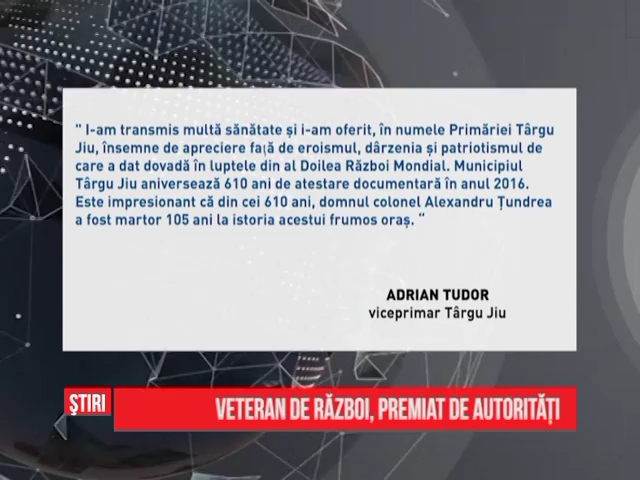 " I-am transmis multă sănătate și i-am oferit, în numele Primăriei Târgu
Jiu, însemne de apreciere față de eroismul, dârzenia și patriotismul de
care a dat dovadă în luptele din al Doilea Război Mondial. Municipiul
Târgu Jiu aniversează 610 ani de atestare documentară în anul 2016.
Este impresionant că din cei 610 ani, domnul colonel Alexandru Țundrea
a fost martor 105 ani la istoria acestui frumos oraș. "
ADRIAN TUDOR
viceprimar Târgu Jiu
ȘTIRI
VETERAN DE RĂZBOI, PREMIAT DE AUTORITĂȚI